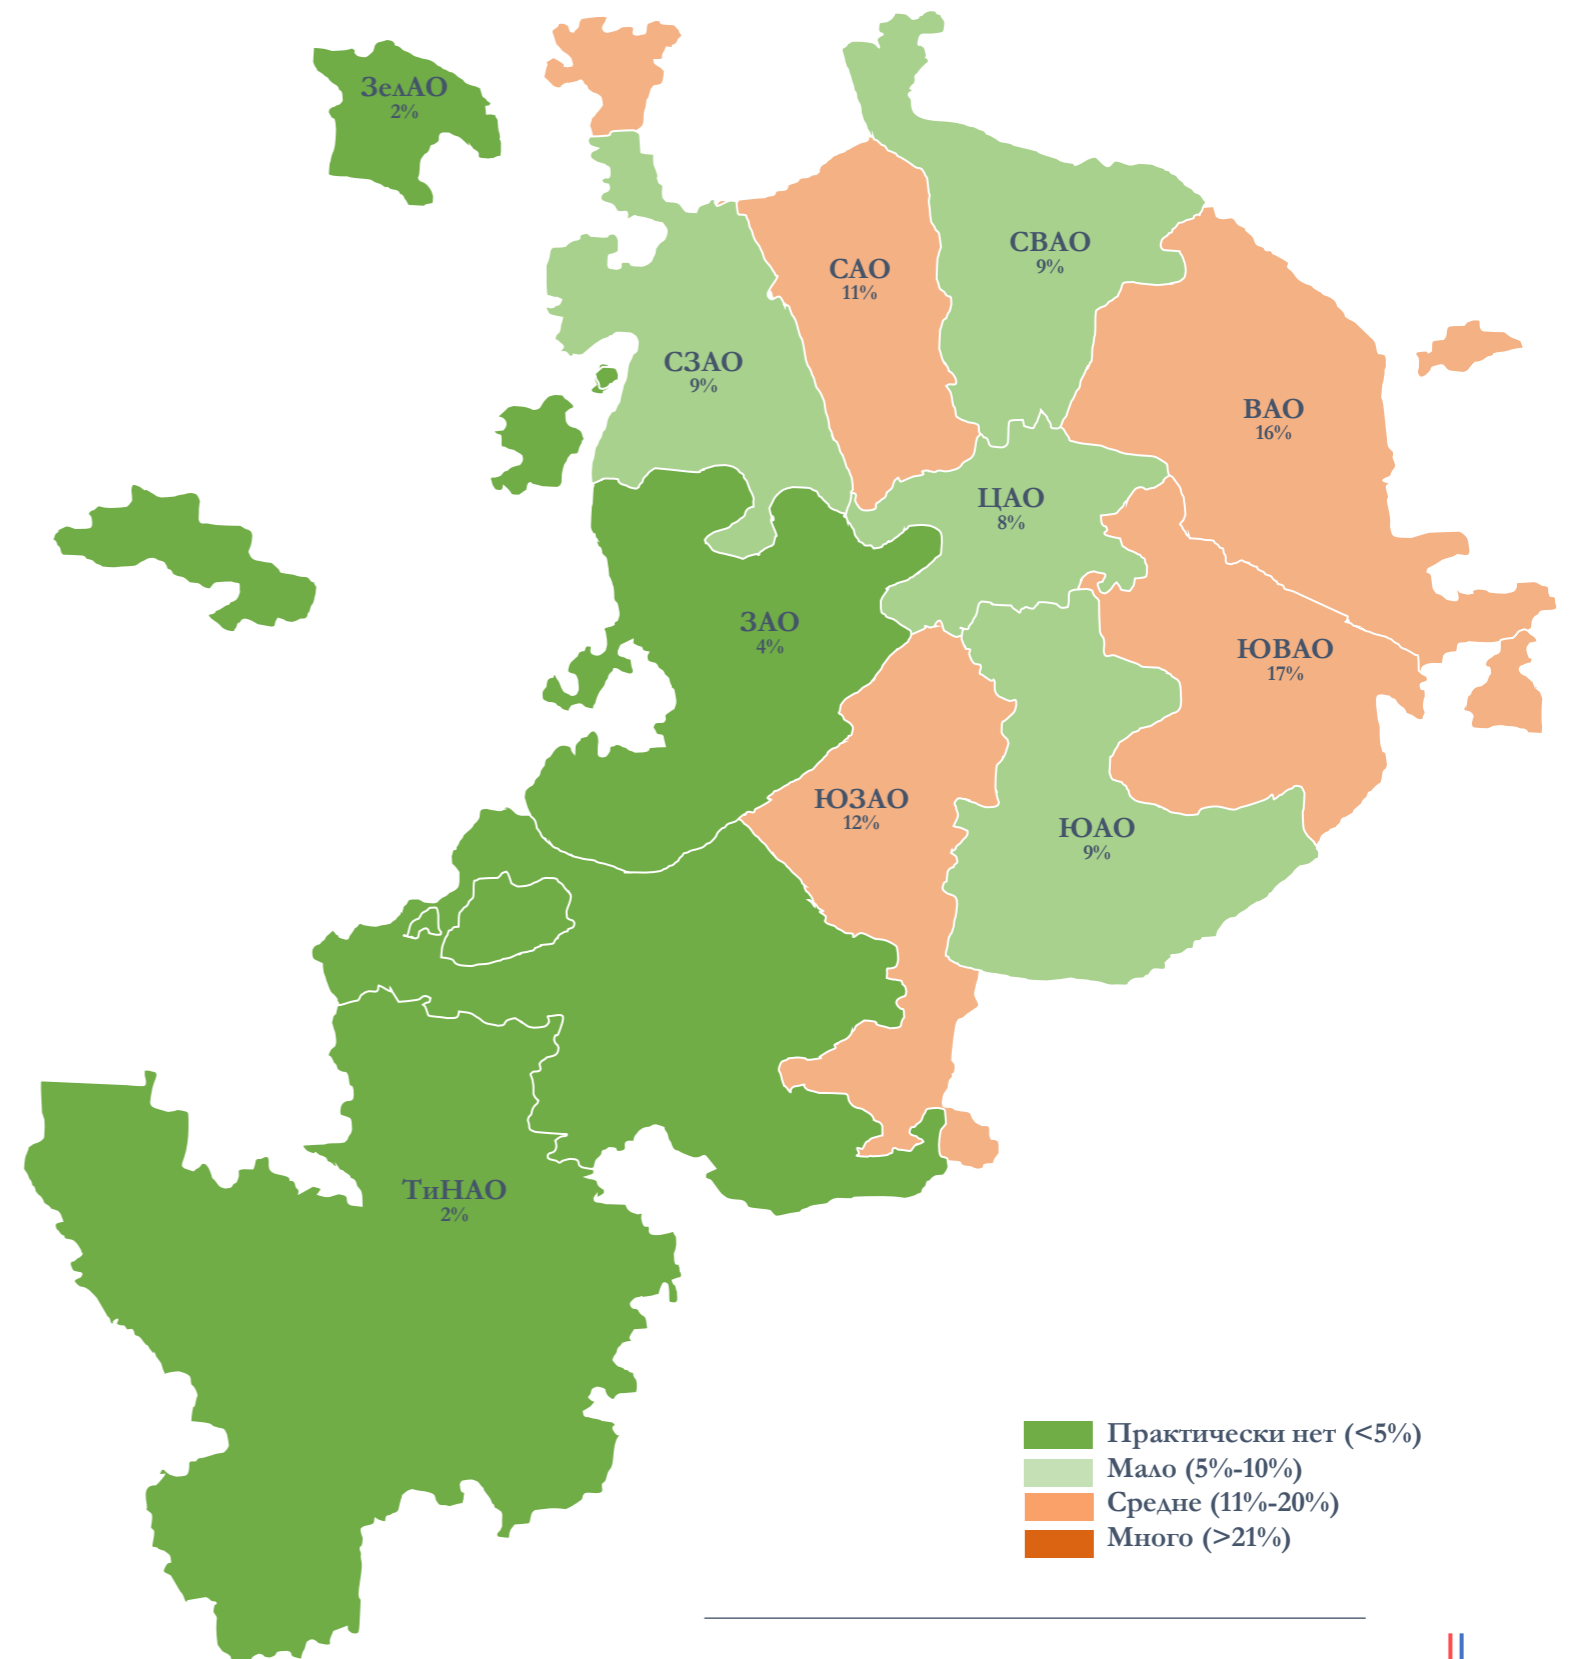 ЗелАО
2%
СВАО
9%
САО
11%
СЗАО
9%
ВАО
16%
ЦАО
8%
ЗАО
4%
ЮВАО
17%
ЮЗАО
12%
ЮАО
9%
ТиНАО
2%
Практически нет (<5%)
Мало (5%-10%)
Средне (11%-20%)
Много (>21%)